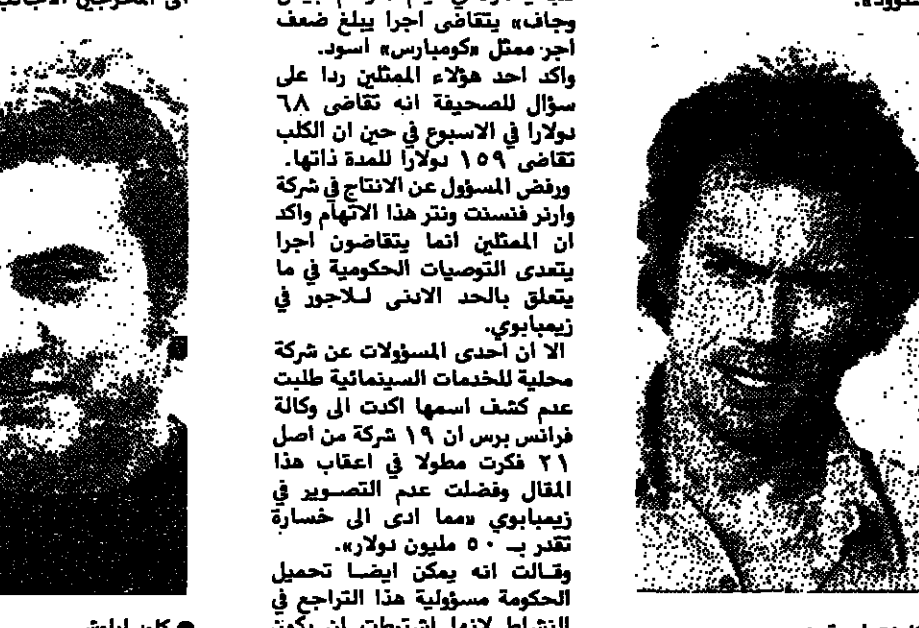 وجاف» يتقاضى اجرا يبلغ ضعف
اجر ممثل «كومبارس» اسود.
واكد احد هؤلاء الممثلين ردا على
سؤال للصحيفة انه تقاضى ٦٨
دولارا في الاسبوع في حين ان الكلب
تقاضى ١٥٩ دولارا للمدة ذاتها.
ورفض المسؤول عن الانتاج في شركة
وارنر فنسنت ونتر هذا الاتهام واكد
ان الممثلين انما يتقاضون اجرا
يتعدى التوصيات الحكومية في ما
يتعلق بالحد الادنى للاجور في
زيمبابوي.
الا ان احدى المسؤولات عن شركة
محلية للخدمات السينمائية طلبت
عدم كشف اسمها اكدت الى وكالة
فرانس برس ان ١٩ شركة من اصل
٢١ فكرت مطولا في اعقاب هذا
المقال وفضلت عدم التصوير في
زيمبابوي «مما ادى الى خسارة
تقدر بـ ٥٠ مليون دولار».
وقالت انه يمكن ايضا تحميل
الحكومة مسؤولية هذا التراجع في
النشاط لانها اشترطت ان يكون